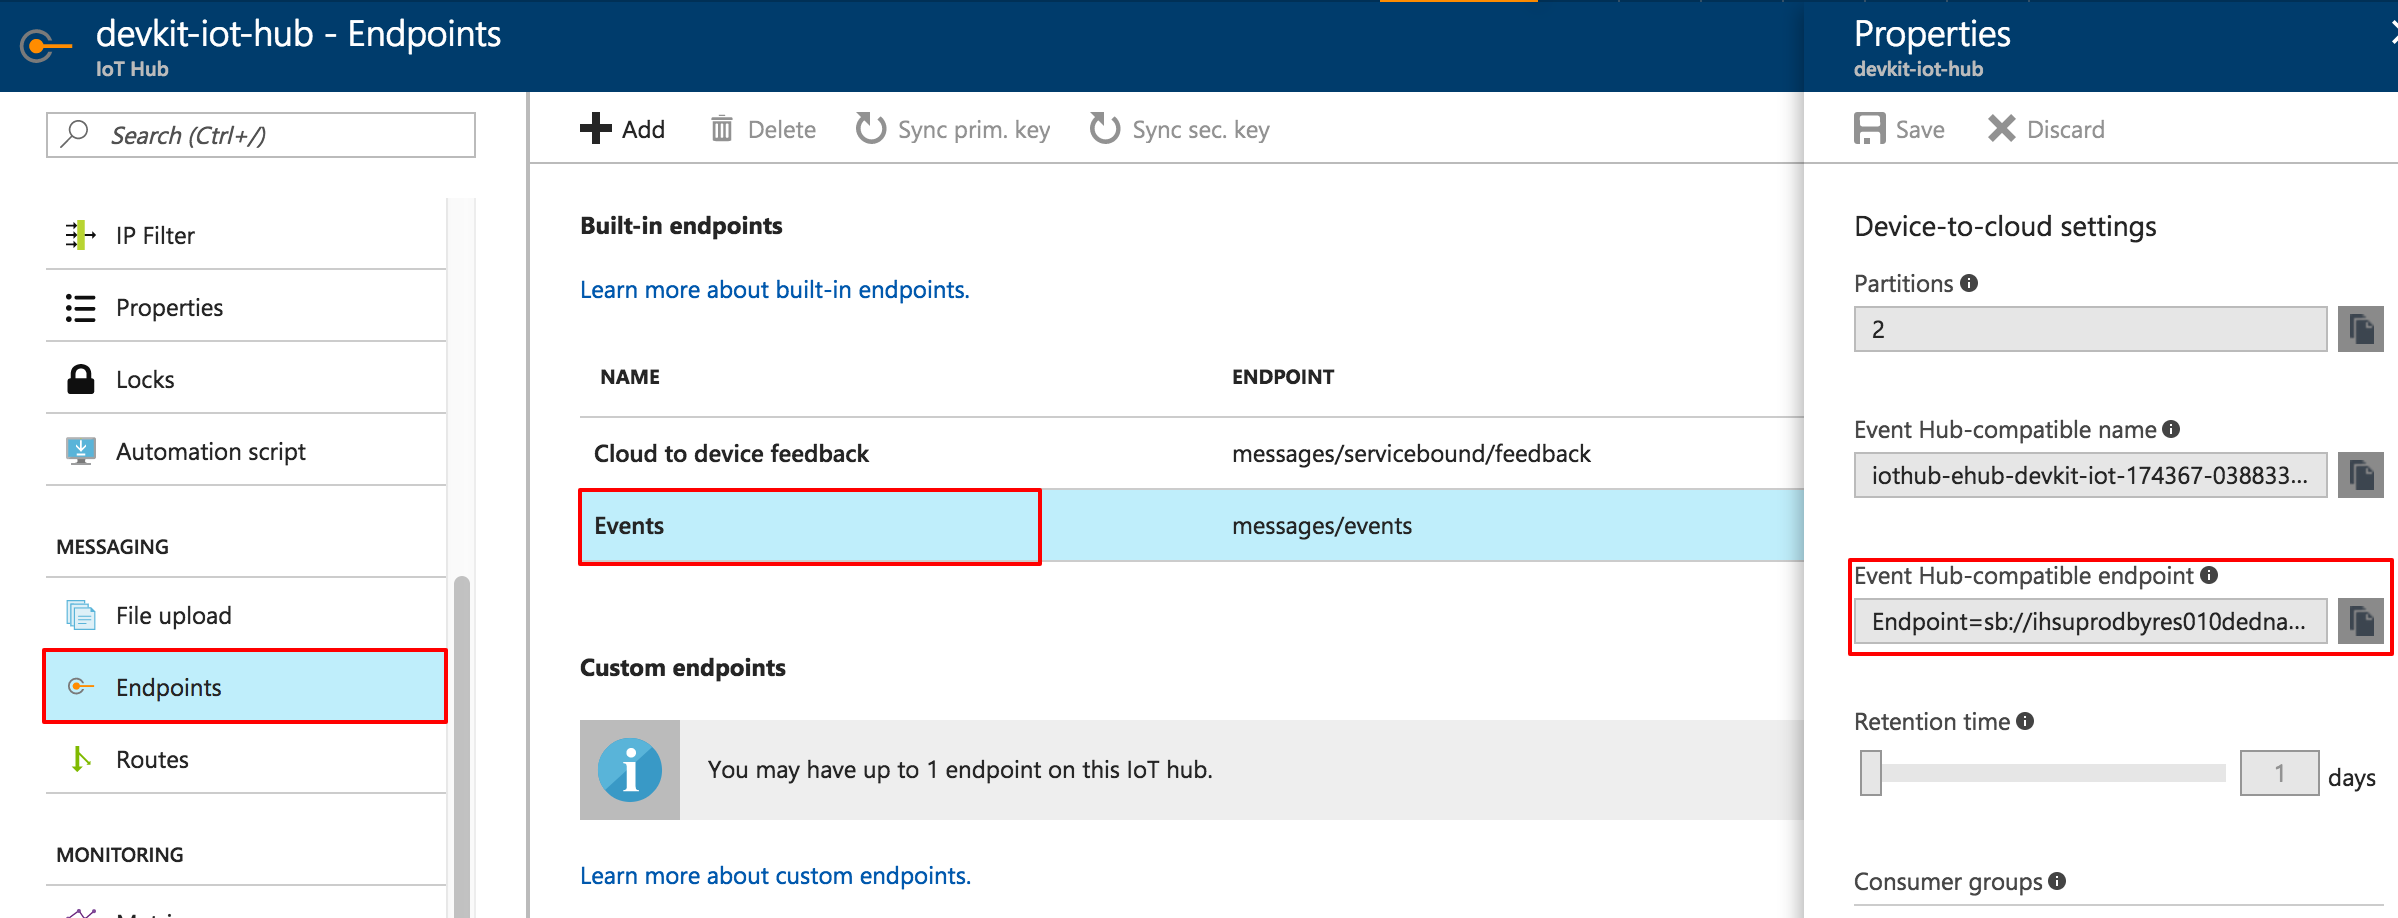 devkit-iot-hub - Endpoints
IoT Hub
Search (Ctrl+/)
IP Filter
Properties
Locks
Automation script
MESSAGING
File upload
Endpoints
Routes
MONITORING
Add
Delete
Sync prim. key
Sync sec. key
Built-in endpoints
Learn more about built-in endpoints.
NAME ENDPOINT
Cloud to device feedback messages/servicebound/feedback
Events messages/events
Custom endpoints
You may have up to 1 endpoint on this IoT hub.
Learn more about custom endpoints.
Properties
devkit-iot-hub
Save
Discard
Device-to-cloud settings
Partitions
2
Event Hub-compatible name
iothub-ehub-devkit-iot-174367-038833...
Event Hub-compatible endpoint
Endpoint=sb://ihsuprodbyres010dedna...
Retention time
1 days
Consumer groups